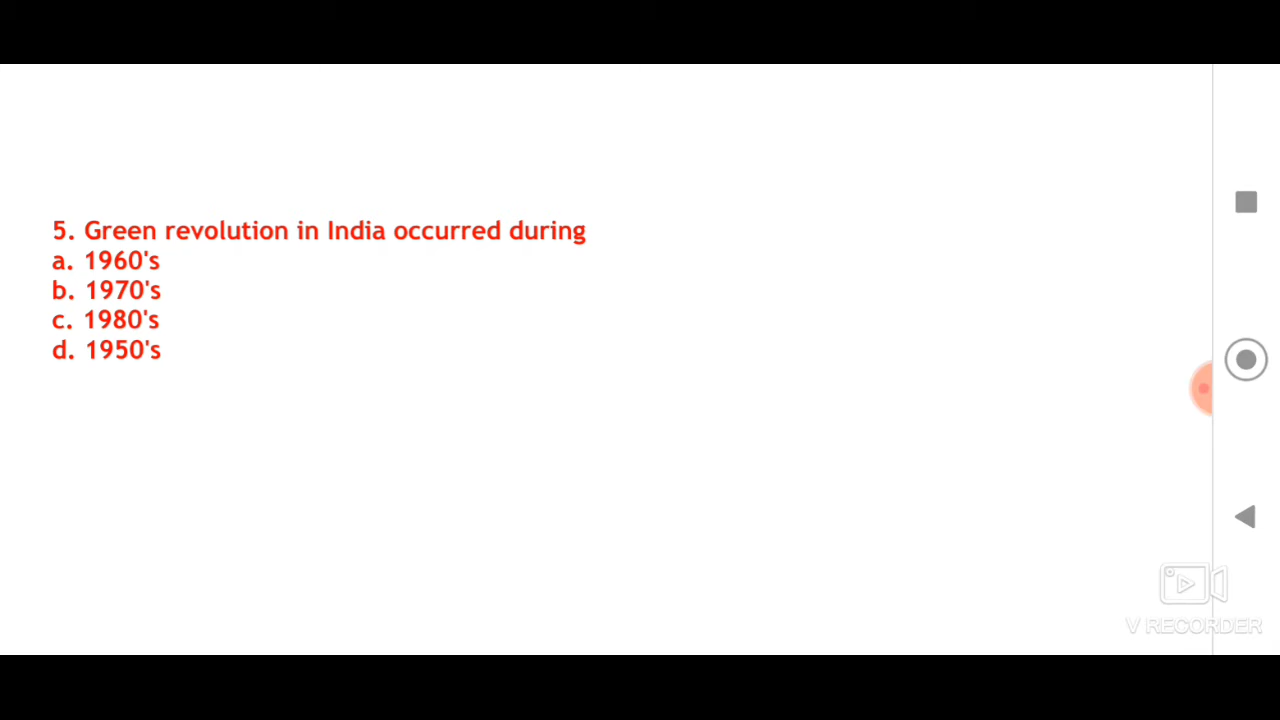 5. Green revolution in India occurred during
a. 1960's
b. 1970's
c. 1980's
d. 1950's
V RECORDER